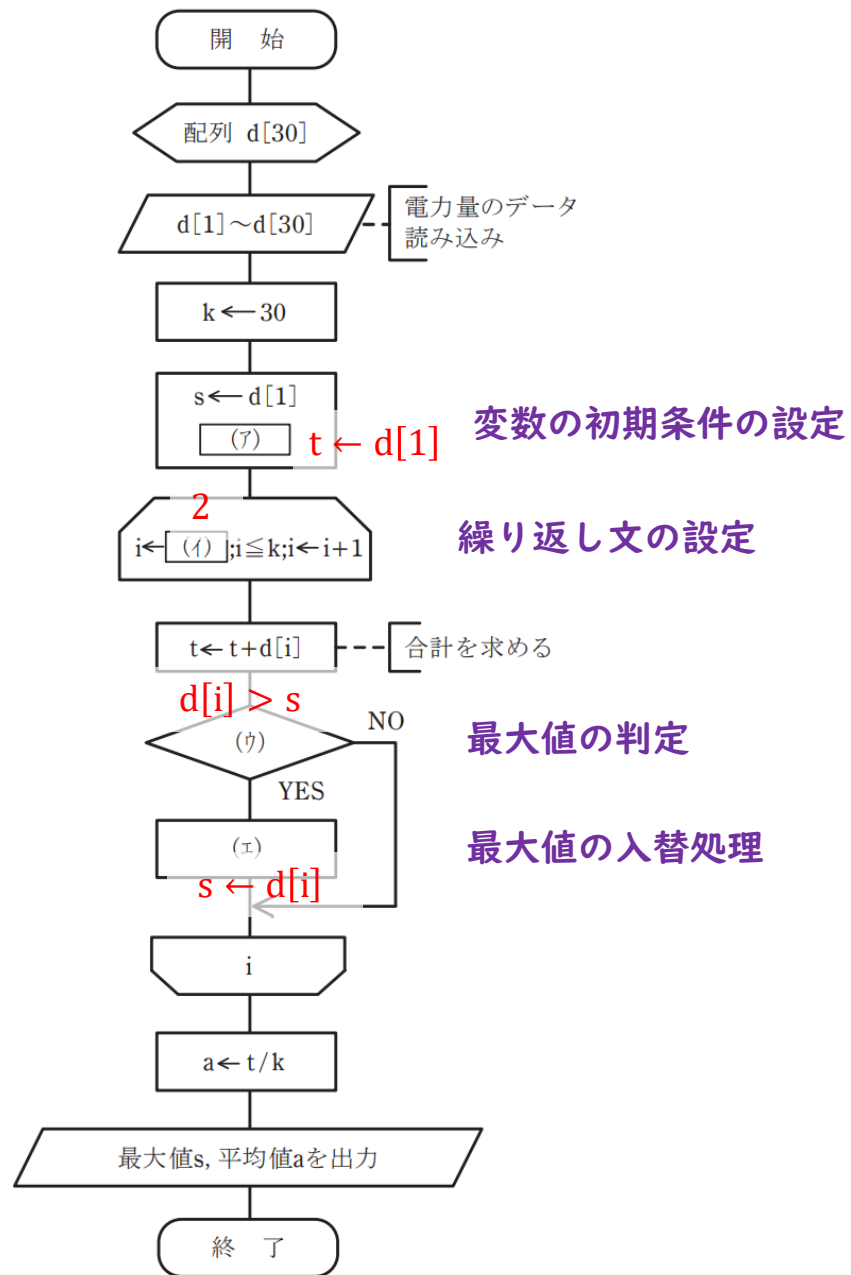 開 始
配列 d[30]
d[1]～d[30]
電力量のデータ
読み込み
k←30
s←d[1]
(ア)
t ← d[1]
変数の初期条件の設定
2
i←(イ);i≦k;i←i+1
繰り返し文の設定
t←t+d[i]
合計を求める
d[i] > s
(ウ)
NO
最大値の判定
YES
(エ)
最大値の入替処理
s ← d[i]
i
a←t/k
最大値s, 平均値aを出力
終 了